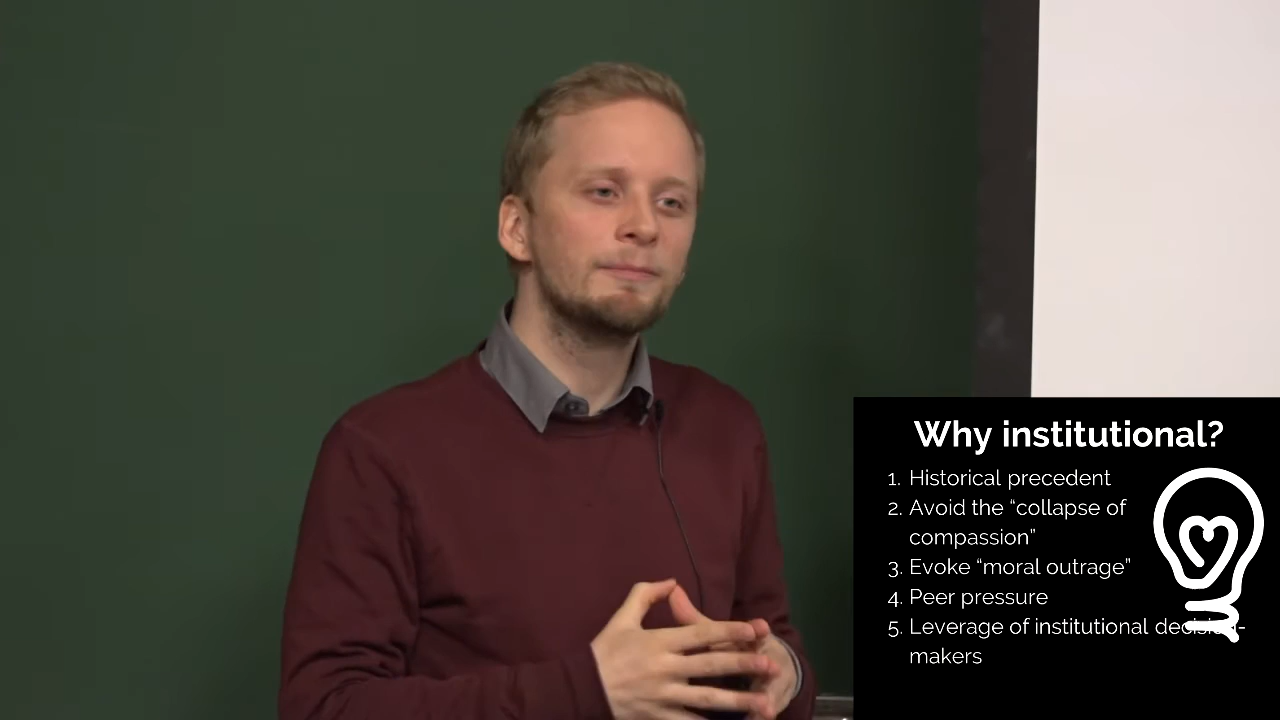 Why institutional?
1. Historical precedent
2. Avoid the “collapse of
compassion”
3. Evoke “moral outrage”
4. Peer pressure
5. Leverage of institutional decision-
makers